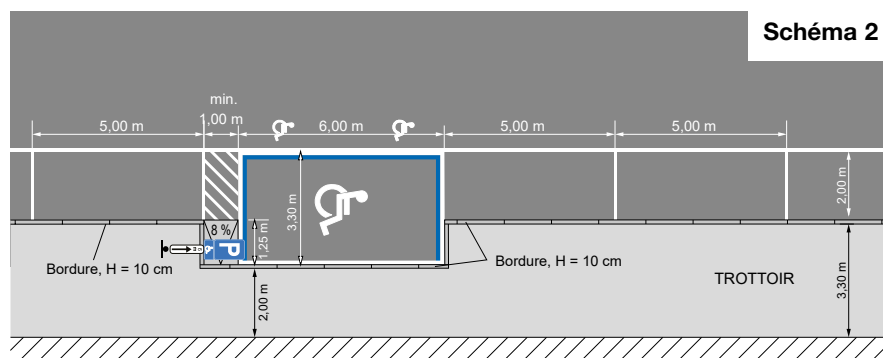 Schéma 2
min.
5,00 m
1,00 m
6,00 m
5,00 m
5,00 m
3,30 m
2,00 m
8 %
1,25 m
P
Bordure, H = 10 cm
Bordure, H = 10 cm
TROTTOIR
2,00 m
3,30 m